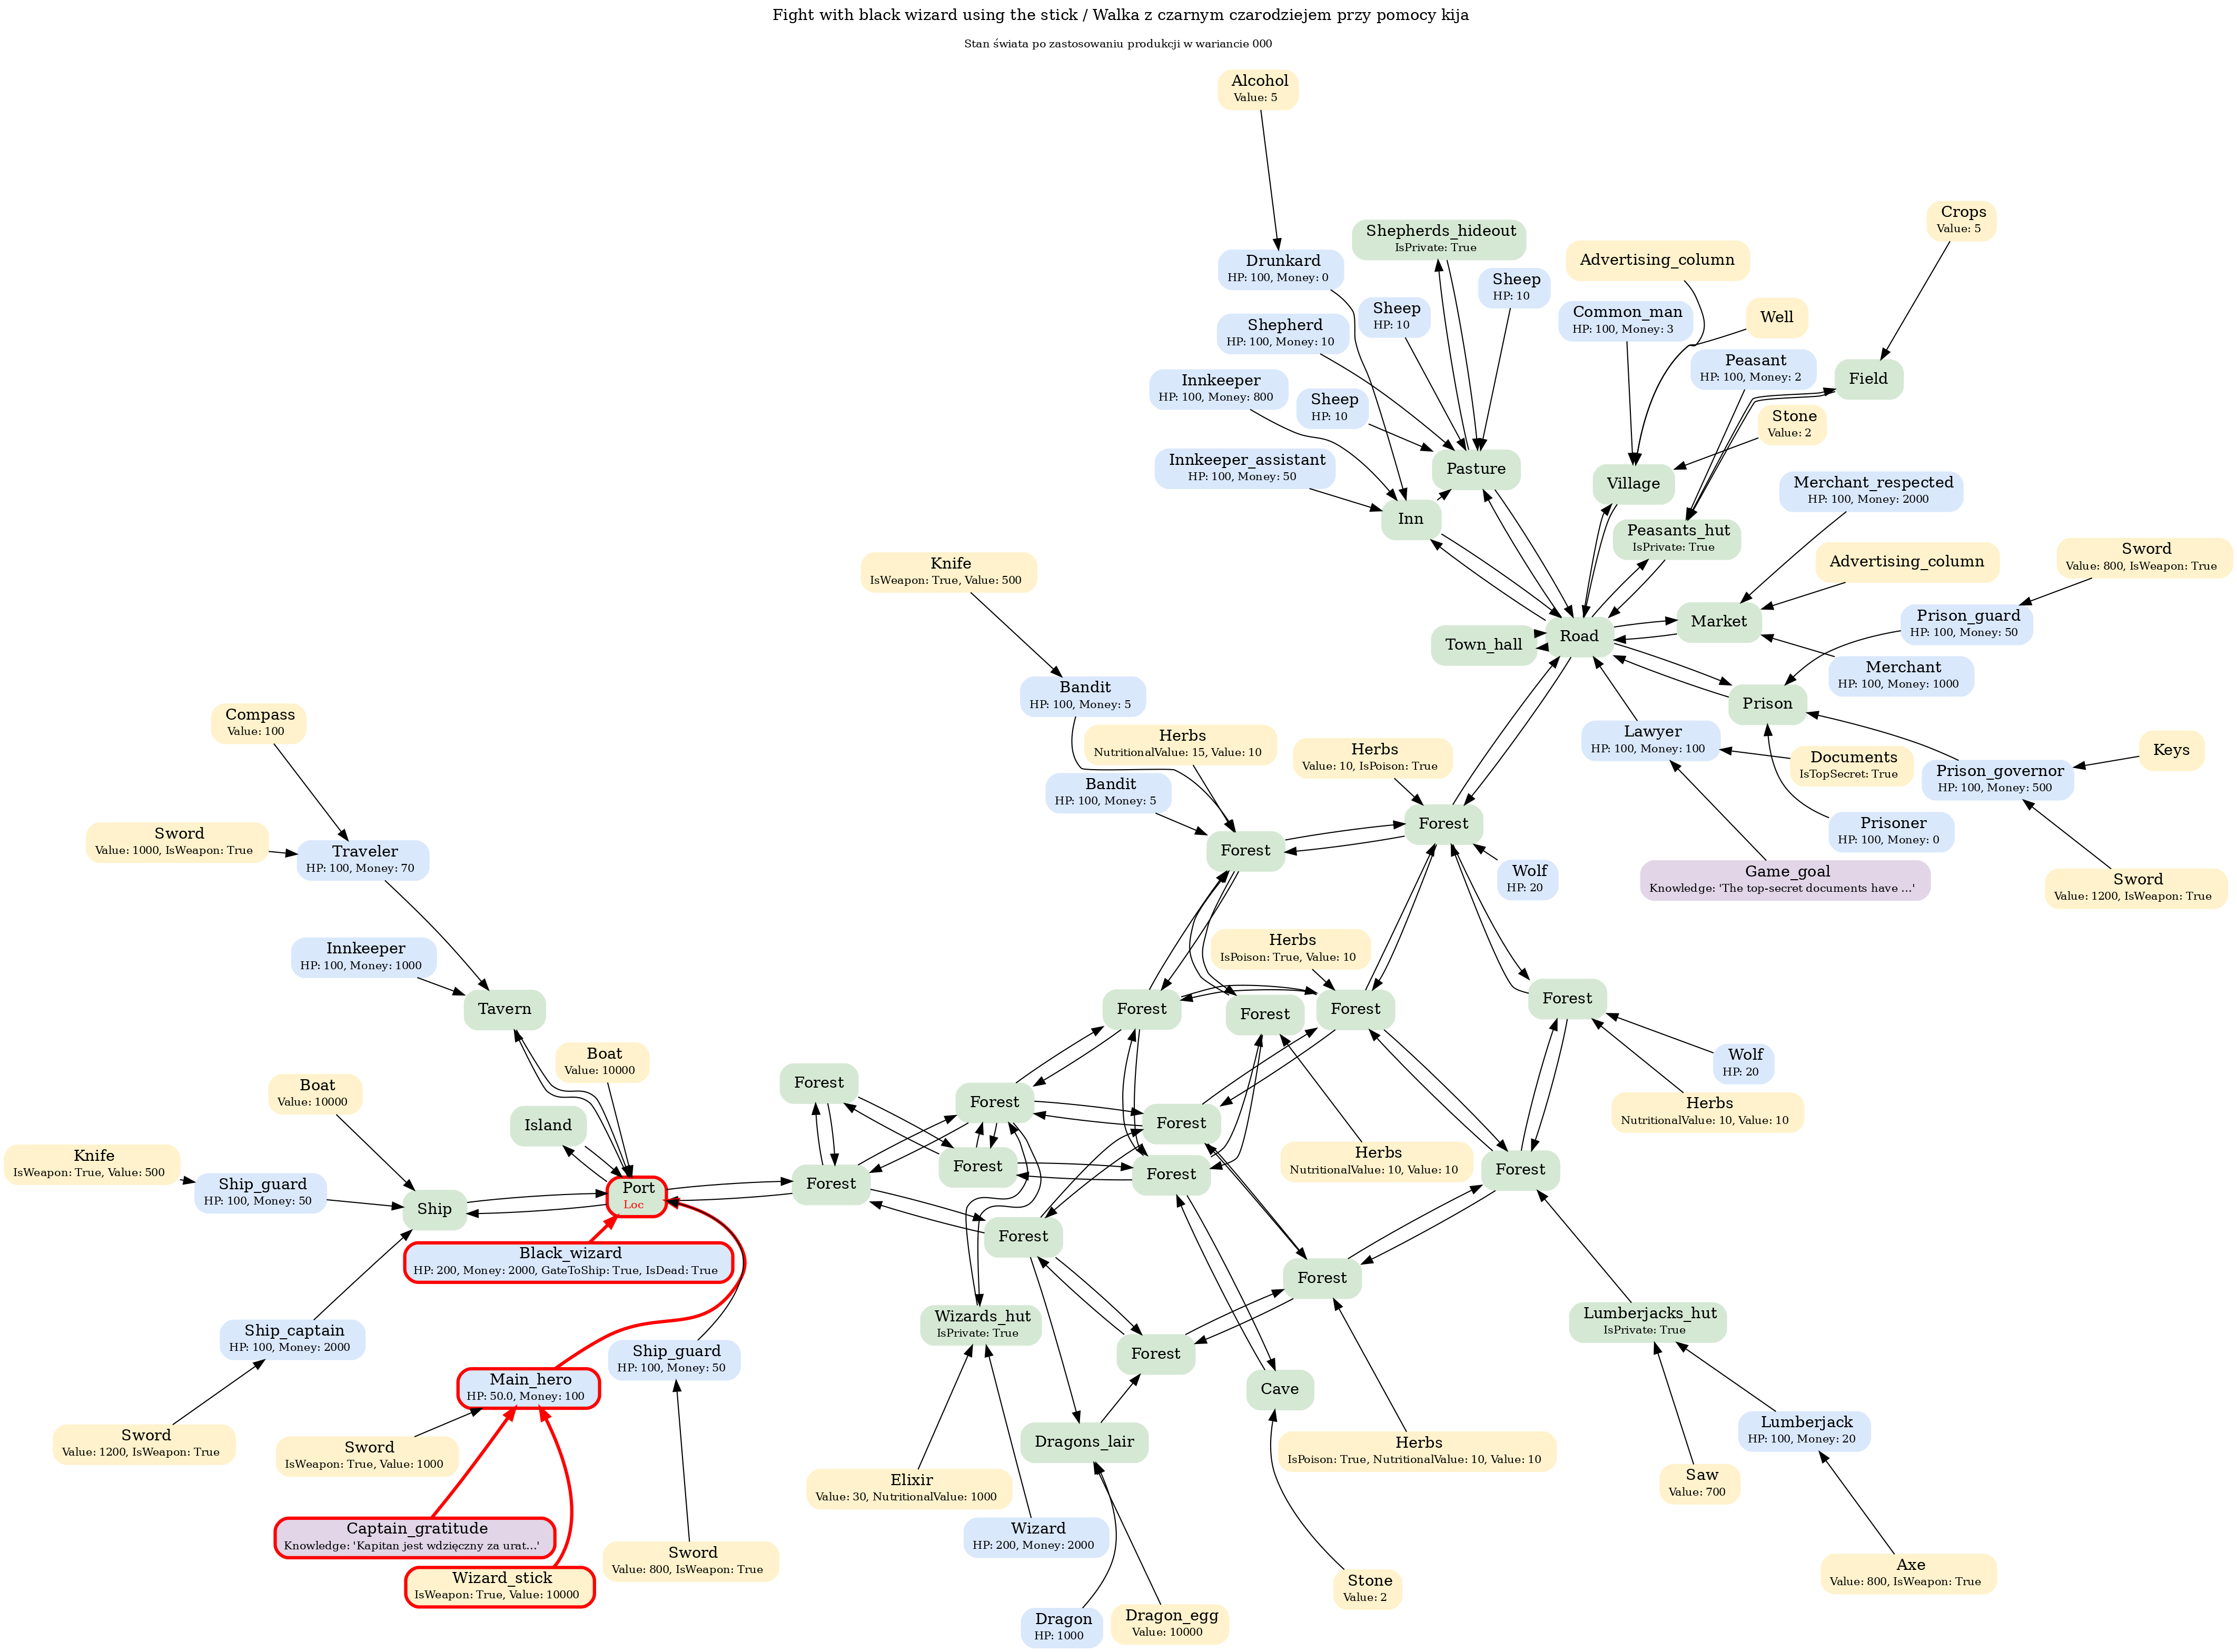 Fight with black wizard using the stick / Walka z czarnym czarodziejem przy pomocy kija
Stan świata po zastosowaniu produkcji w wariancie 000
Alcohol
Value: 5
Crops
Value: 5
Shepherds_hideout
IsPrivate: True
Advertising_column
Drunkard
HP: 100, Money: 0
Sheep
HP: 10
Sheep
HP: 10
Common_man
HP: 100, Money: 3
Well
Shepherd
HP: 100, Money: 10
Peasant
HP: 100, Money: 2
Field
Innkeeper
HP: 100, Money: 800
Sheep
HP: 10
Stone
Value: 2
Innkeeper_assistant
HP: 100, Money: 50
Pasture
Village
Merchant_respected
HP: 100, Money: 2000
Inn
Peasants_hut
IsPrivate: True
Knife
IsWeapon: True, Value: 500
Advertising_column
Sword
Value: 800, IsWeapon: True
Market
Prison_guard
HP: 100, Money: 50
Town_hall
Road
Merchant
HP: 100, Money: 1000
Bandit
HP: 100, Money: 5
Prison
Compass
Value: 100
Herbs
NutritionalValue: 15, Value: 10
Herbs
Value: 10, IsPoison: True
Lawyer
HP: 100, Money: 100
Documents
IsTopSecret: True
Keys
Prison_governor
HP: 100, Money: 500
Bandit
HP: 100, Money: 5
Sword
Value: 1000, IsWeapon: True
Traveler
HP: 100, Money: 70
Forest
Forest
Prisoner
HP: 100, Money: 0
Wolf
HP: 20
Game_goal
Knowledge: 'The top-secret documents have ...'
Sword
Value: 1200, IsWeapon: True
Innkeeper
HP: 100, Money: 1000
Herbs
IsPoison: True, Value: 10
Tavern
Forest
Forest
Forest
Forest
Boat
Value: 10000
Wolf
HP: 20
Boat
Value: 10000
Forest
Forest
Herbs
NutritionalValue: 10, Value: 10
Island
Forest
Knife
IsWeapon: True, Value: 500
Ship_guard
HP: 100, Money: 50
Herbs
NutritionalValue: 10, Value: 10
Forest
Forest
Forest
Forest
Ship
Port
Loc
Forest
Black_wizard
HP: 200, Money: 2000, GateToShip: True, IsDead: True
Forest
Ship_captain
HP: 100, Money: 2000
Wizards_hut
IsPrivate: True
Lumberjacks_hut
IsPrivate: True
Ship_guard
HP: 100, Money: 50
Forest
Main_hero
HP: 50.0, Money: 100
Cave
Sword
Value: 1200, IsWeapon: True
Sword
IsWeapon: True, Value: 1000
Dragons_lair
Herbs
IsPoison: True, NutritionalValue: 10, Value: 10
Lumberjack
HP: 100, Money: 20
Elixir
Value: 30, NutritionalValue: 1000
Saw
Value: 700
Captain_gratitude
Knowledge: 'Kapitan jest wdzięczny za urat...'
Wizard
HP: 200, Money: 2000
Sword
Value: 800, IsWeapon: True
Wizard_stick
IsWeapon: True, Value: 10000
Stone
Value: 2
Axe
Value: 800, IsWeapon: True
Dragon
HP: 1000
Dragon_egg
Value: 10000